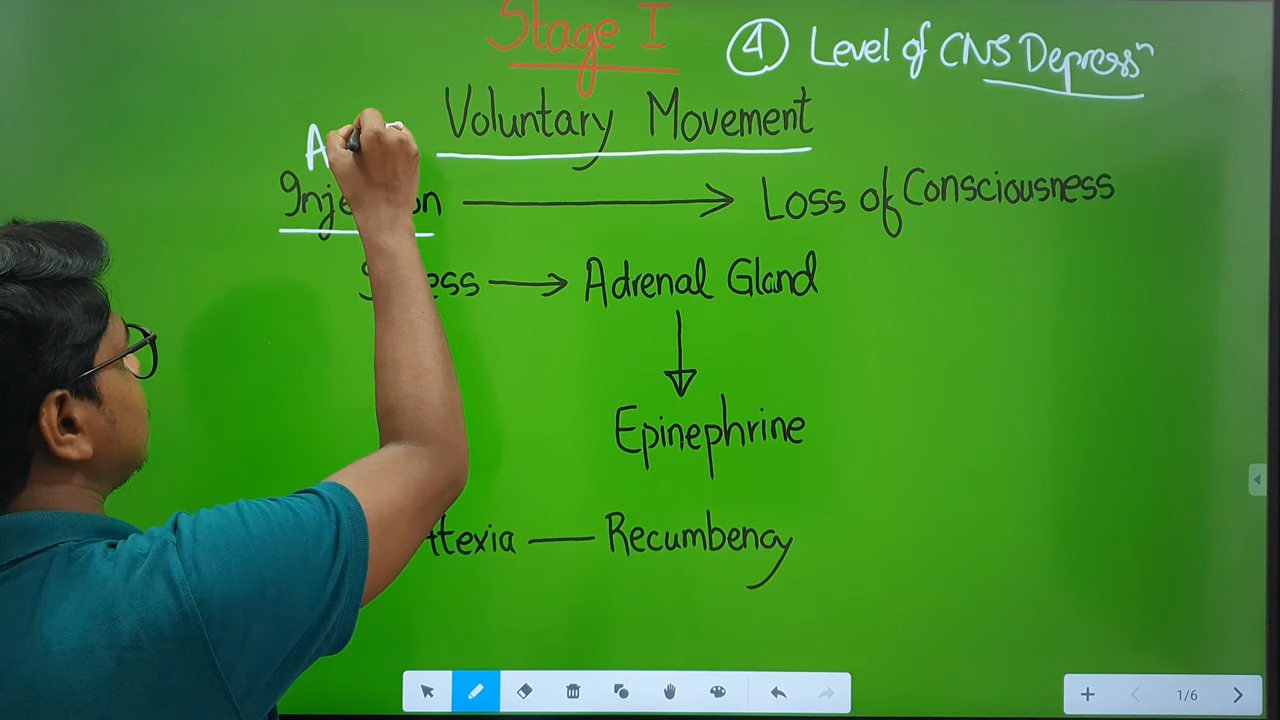 Stage I
④ Level of CNS Depressⁿ
Voluntary Movement
A
Loss of Consciousness
→ Adrenal Gland
↓
Epinephrine
— Recumbency
1/6